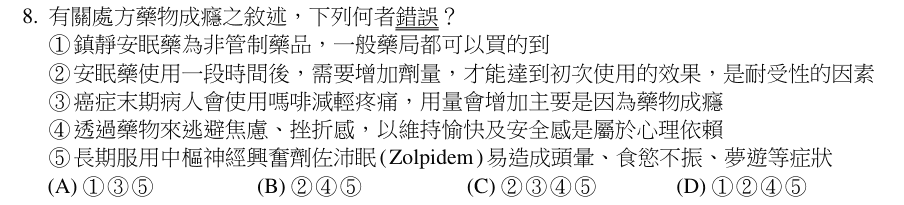 8. 有關處方藥物成癮之敘述，下列何者錯誤？
①鎮靜安眠藥為非管制藥品，一般藥局都可以買的到
②安眠藥使用一段時間後，需要增加劑量，才能達到初次使用的效果，是耐受性的因素
③癌症末期病人會使用嗎啡減輕疼痛，用量會增加主要是因為藥物成癮
④透過藥物來逃避焦慮、挫折感，以維持愉快及安全感是屬於心理依賴
⑤長期服用中樞神經興奮劑佐沛眠(Zolpidem)易造成頭暈、食慾不振、夢遊等症狀
(A) ①③⑤ (B) ②④⑤ (C) ②③④⑤ (D) ①②④⑤